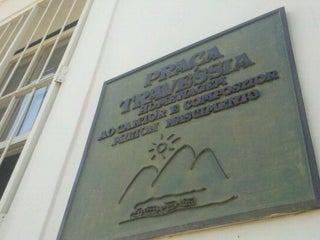 PRAÇA
TRAVESSIA
HOMENAGEM
AO CANTOR E COMPOSITOR
MILTON NASCIMENTO